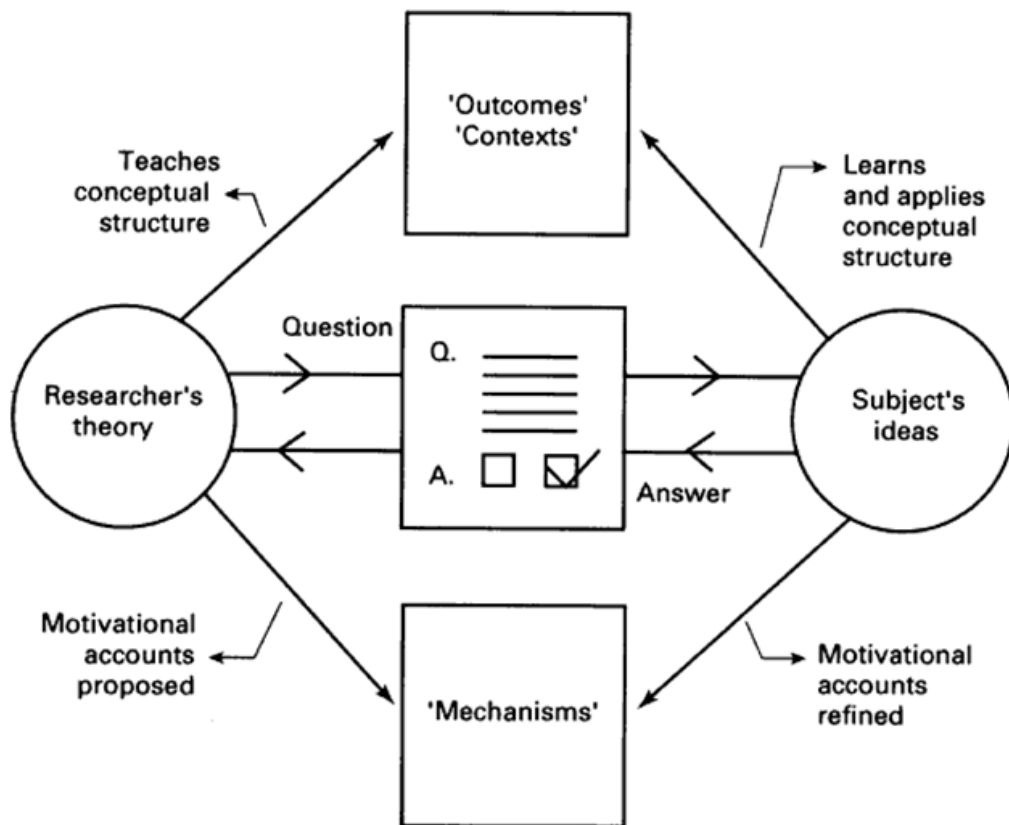 'Outcomes'
'Contexts'
Teaches
conceptual
structure
Learns
and applies
conceptual
structure
Question
Researcher's
theory
Q.
A.
Subject's
ideas
Answer
Motivational
accounts
proposed
'Mechanisms'
Motivational
accounts
refined